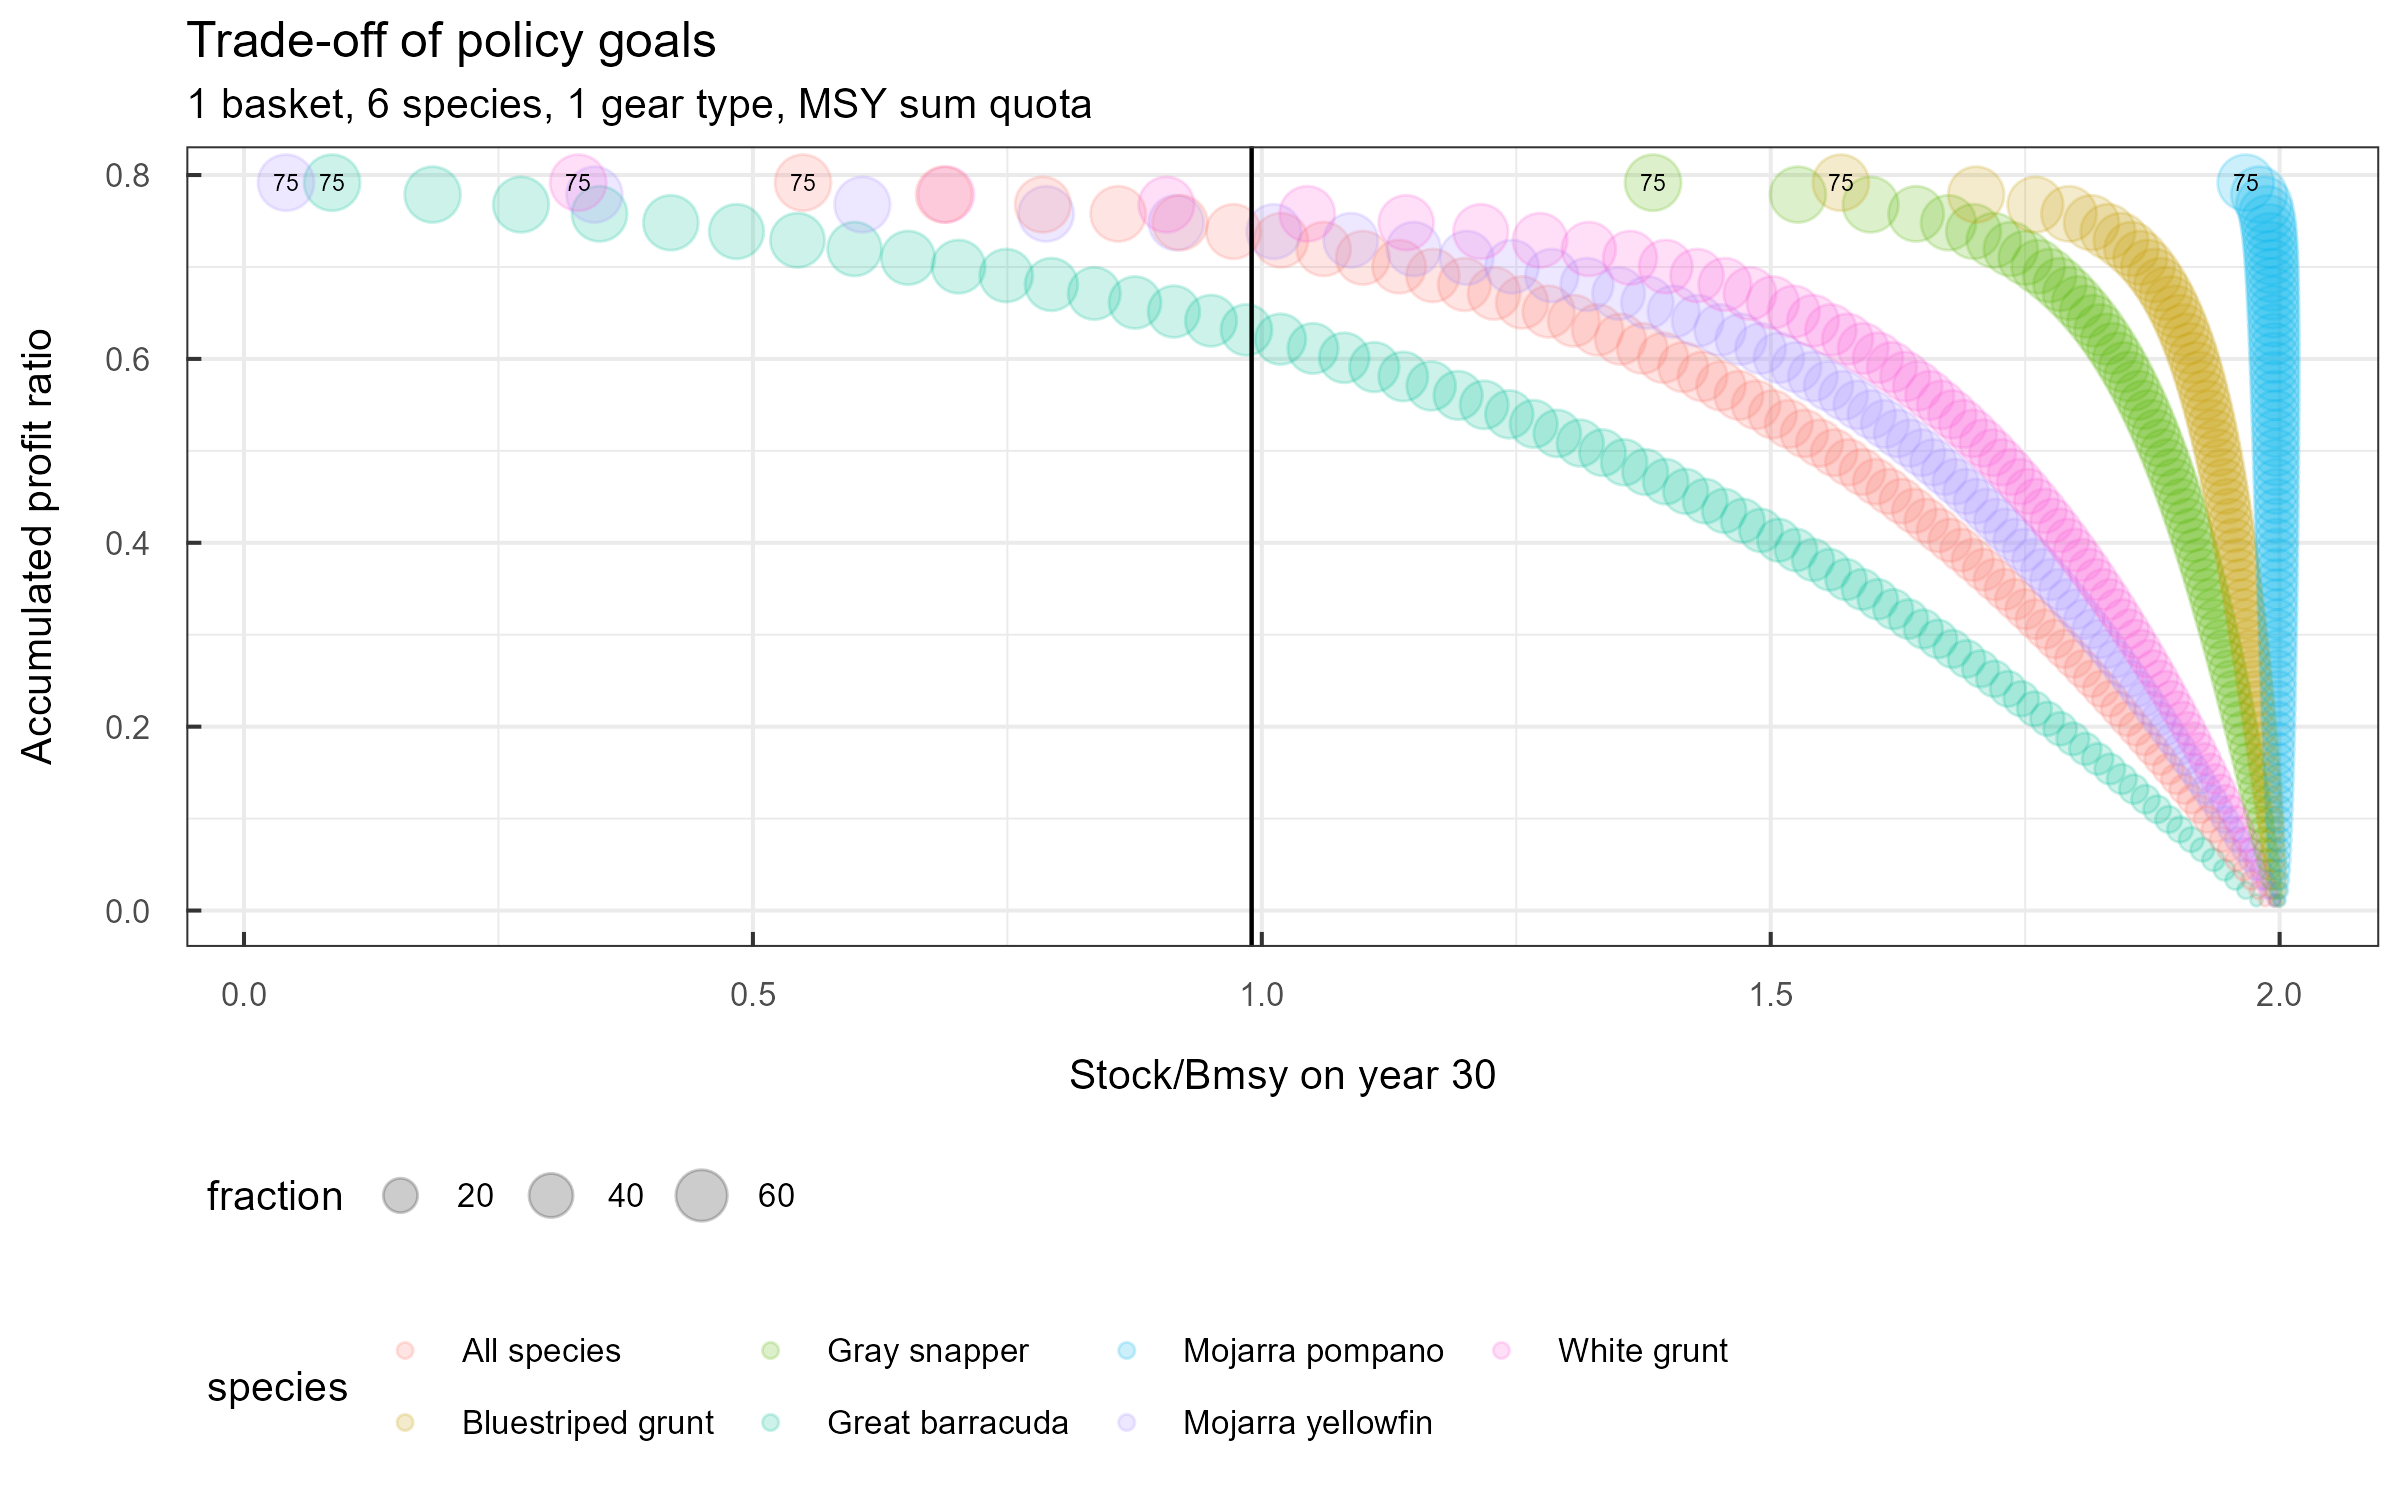 Trade-off of policy goals
1 basket, 6 species, 1 gear type, MSY sum quota
Accumulated profit ratio
0.8
0.6
0.4
0.2
0.0
75 75 75 75 75 75 75
0.0 0.5 1.0 1.5 2.0
Stock/Bmsy on year 30
fraction 20 40 60
species
All species Gray snapper Mojarra pompano White grunt
Bluestriped grunt Great barracuda Mojarra yellowfin